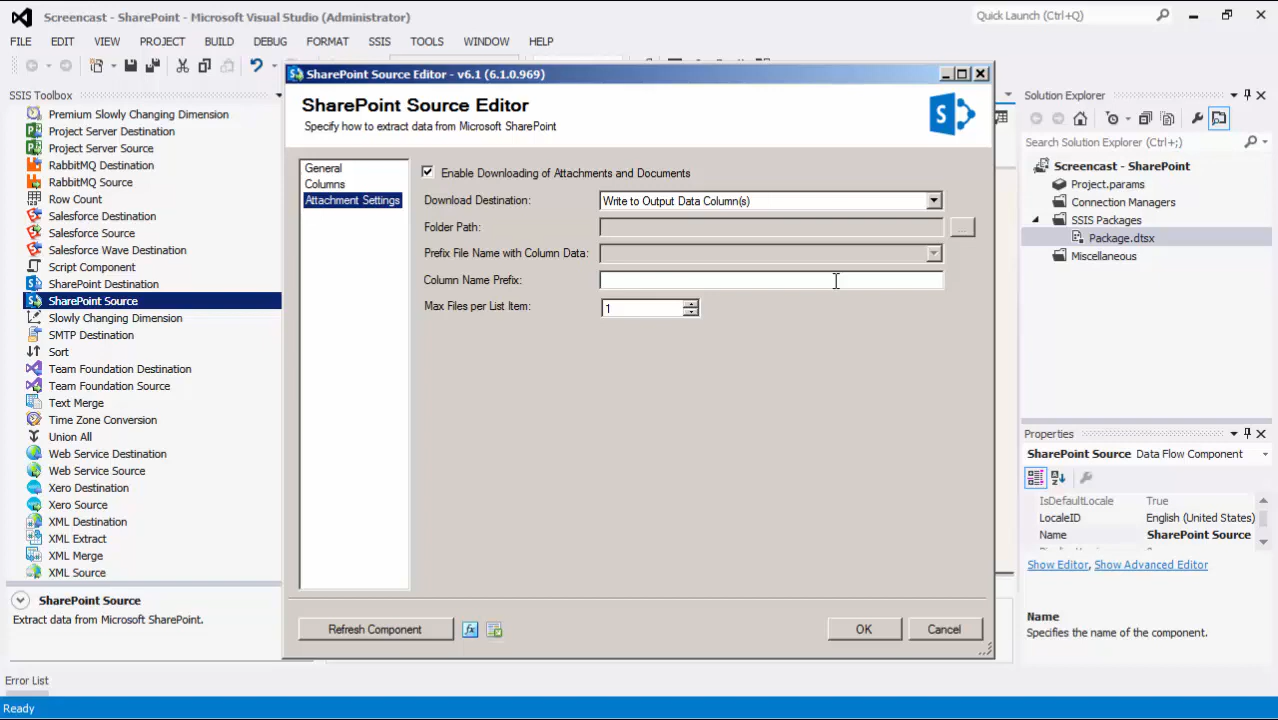 Screencast - SharePoint - Microsoft Visual Studio (Administrator)
Quick Launch (Ctrl+Q)
FILE EDIT VIEW PROJECT BUILD DEBUG FORMAT SSIS TOOLS WINDOW HELP
SSIS Toolbox
Premium Slowly Changing Dimension
Project Server Destination
Project Server Source
RabbitMQ Destination
RabbitMQ Source
Row Count
Salesforce Destination
Salesforce Source
Salesforce Wave Destination
Script Component
SharePoint Destination
SharePoint Source
Slowly Changing Dimension
SMTP Destination
Sort
Team Foundation Destination
Team Foundation Source
Text Merge
Time Zone Conversion
Union All
Web Service Destination
Web Service Source
Xero Destination
Xero Source
XML Destination
XML Extract
XML Merge
XML Source
SharePoint Source
Extract data from Microsoft SharePoint.
Error List
Ready
SharePoint Source Editor - v6.1 (6.1.0.969)
SharePoint Source Editor
Specify how to extract data from Microsoft SharePoint
General
Columns
Attachment Settings
Enable Downloading of Attachments and Documents
Download Destination: Write to Output Data Column(s)
Folder Path: ...
Prefix File Name with Column Data:
Column Name Prefix:
Max Files per List Item: 1
Refresh Component
OK Cancel
Solution Explorer
Search Solution Explorer (Ctrl+;)
Screencast - SharePoint
Project.params
Connection Managers
SSIS Packages
Package.dtsx
Miscellaneous
Properties
SharePoint Source Data Flow Component
IsDefaultLocale True
LocaleID English (United States)
Name SharePoint Source
Show Editor, Show Advanced Editor
Name
Specifies the name of the component.